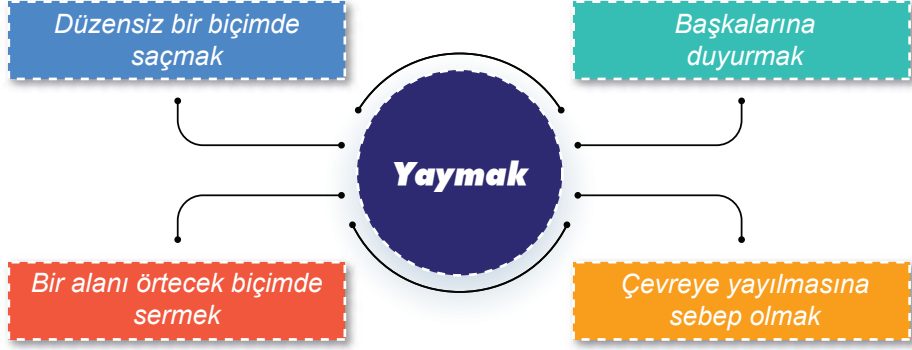 Düzensiz bir biçimde
saçmak
Başkalarına
duyurmak
Yaymak
Bir alanı örtecek biçimde
sermek
Çevreye yayılmasına
sebep olmak